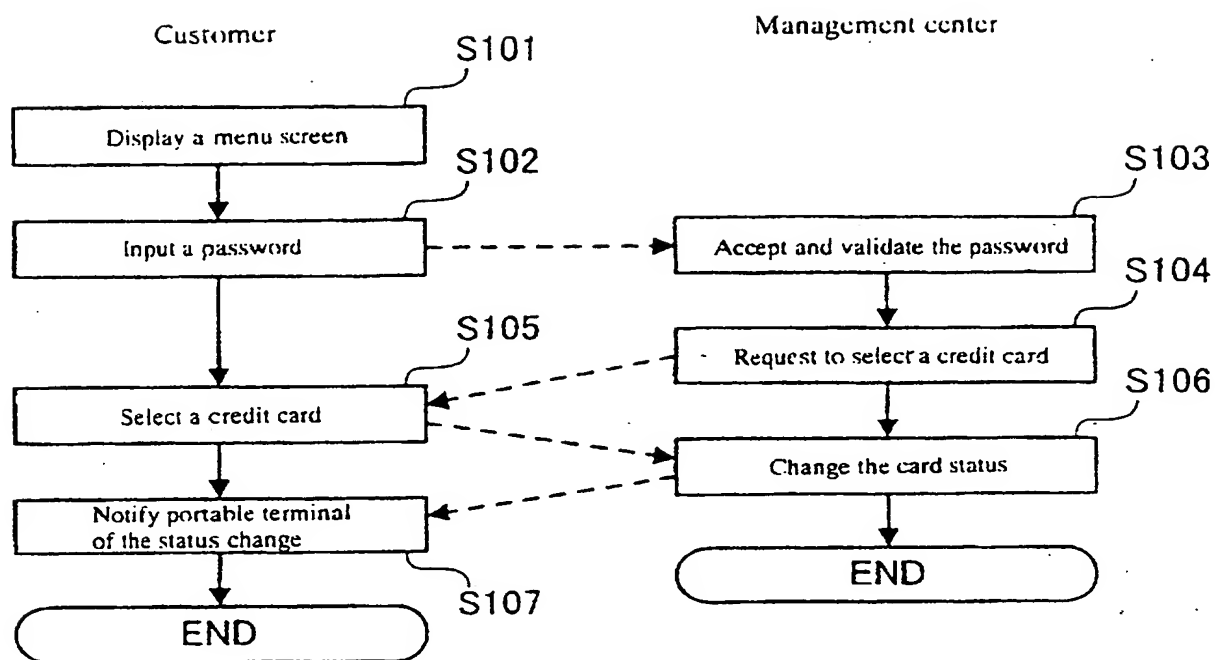 Customer
Management center
S101
Display a menu screen
S102
S103
Input a password
Accept and validate the password
S104
S105
Request to select a credit card
S106
Select a credit card
Change the card status
Notify portable terminal
of the status change
S107
END
END